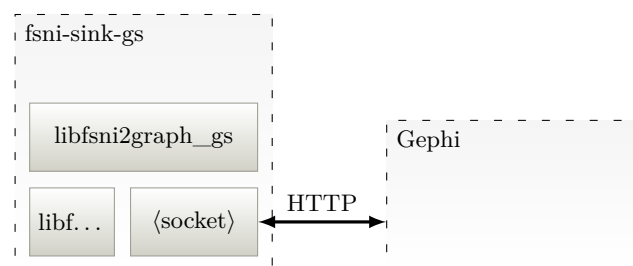 fsni-sink-gs
libfsni2graph_gs
Gephi
libf...
⟨socket⟩
HTTP